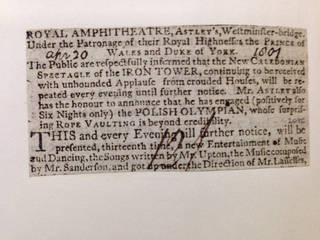 ROYAL AMPHITHEATRE, ASTLEY's, Westminster-bridge.
Under the Patronage of their Royal Highnesses the PRINCE of
WALES and DUKE of YORK.
apr 20 1801
The Public are respectfully informed that the New CALEDONIAN
SPECTACLE of the IRON TOWER, continuing to be received
with unbounded Applause from crouded Houses, will be re-
peated every evening until further notice. Mr. ASTLEY also
has the honour to announce that he has engaged (positively for
Six Nights only) the POLISH OLYMPIAN, whose surpris-
ing ROPE VAULTING is beyond credibility.
THIS and every Evening till further notice, will be
presented, thirteenth time, a new Entertainment of Music
and Dancing, the Songs written by Mr. Upton, the Music composed
by Mr. Sanderson, and got up under the Direction of Mr. Lassells,